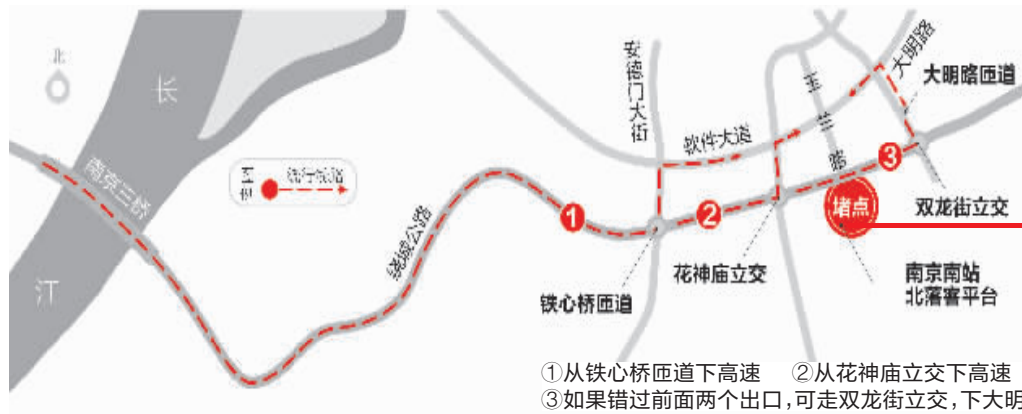 北
长
江
南京三桥
图例
绕行线路
绕城公路
安德门大街
软件大道
玉兰路
大明路
大明路匝道
①
②
③
堵点
双龙街立交
花神庙立交
铁心桥匝道
南京南站
北落客平台
①从铁心桥匝道下高速 ②从花神庙立交下高速
③如果错过前面两个出口，可走双龙街立交，下大明